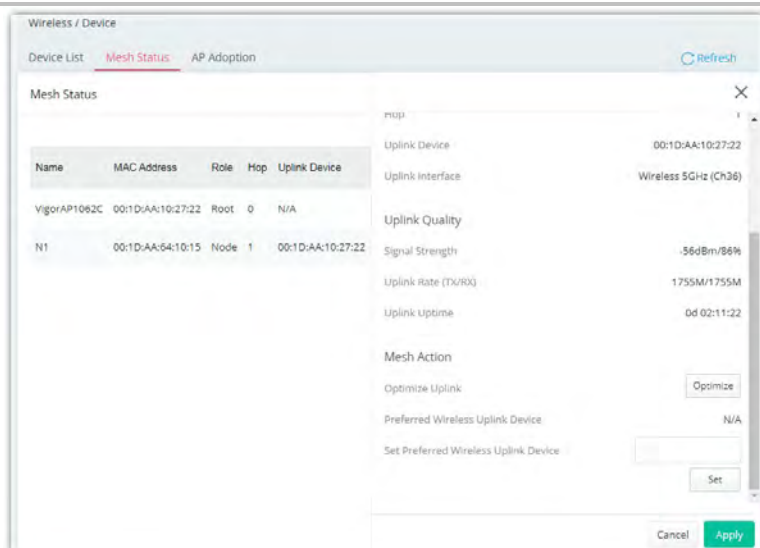 Wireless / Device
Device List Mesh Status AP Adoption Refresh
Mesh Status
Name MAC Address Role Hop Uplink Device
VigorAP1062C 00:1D:AA:10:27:22 Root 0 N/A
N1 00:1D:AA:64:10:15 Node 1 00:1D:AA:10:27:22
Hop 1
Uplink Device 00:1D:AA:10:27:22
Uplink Interface Wireless 5GHz (Ch36)
Uplink Quality
Signal Strength -56dBm/86%
Uplink Rate (TX/RX) 1755M/1755M
Uplink Uptime 0d 02:11:22
Mesh Action
Optimize Uplink Optimize
Preferred Wireless Uplink Device N/A
Set Preferred Wireless Uplink Device
Set
Cancel Apply